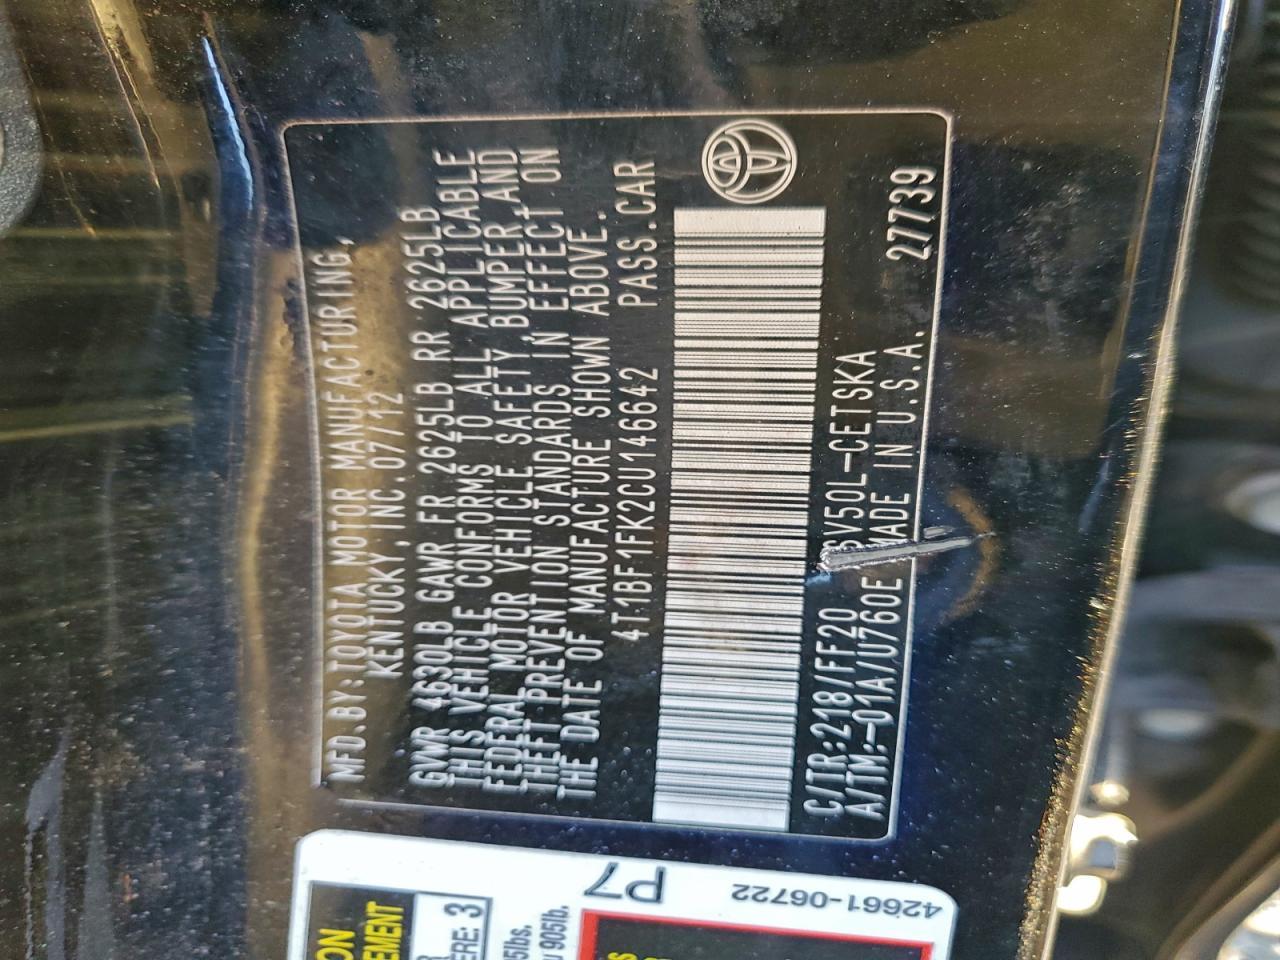 MFD.BY:TOYOTA MOTOR MANUFACTURING,
KENTUCKY,INC.07/12
GVWR 4630LB GAWR FR 2625LB RR 2625LB
THIS VEHICLE CONFORMS TO ALL APPLICABLE
FEDERAL MOTOR VEHICLE SAFETY,BUMPER,AND
THEFT PREVENTION STANDARDS IN EFFECT ON
THE DATE OF MANUFACTURE SHOWN ABOVE.
4T1BF1FK2CU146642 PASS.CAR
C/TR:218/FF20 SV50L-CETSKA
A/TM:-01A/U760E MADE IN U.S.A. 27739
P7
42661-06722
ERE: 3
905lb.